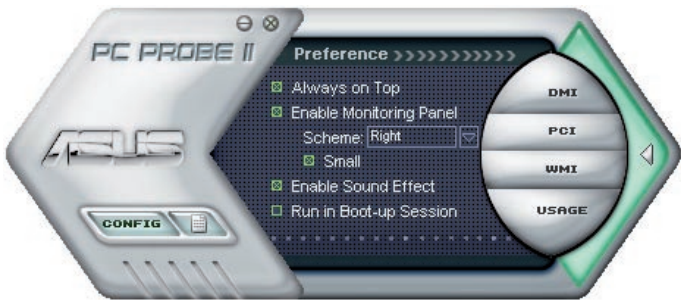 PC PROBE II
Preference >>>>>>>>>>>
Always on Top
Enable Monitoring Panel
Scheme: Right
Small
Enable Sound Effect
Run in Boot-up Session
ASUS
CONFIG
DMI
PCI
WMI
USAGE